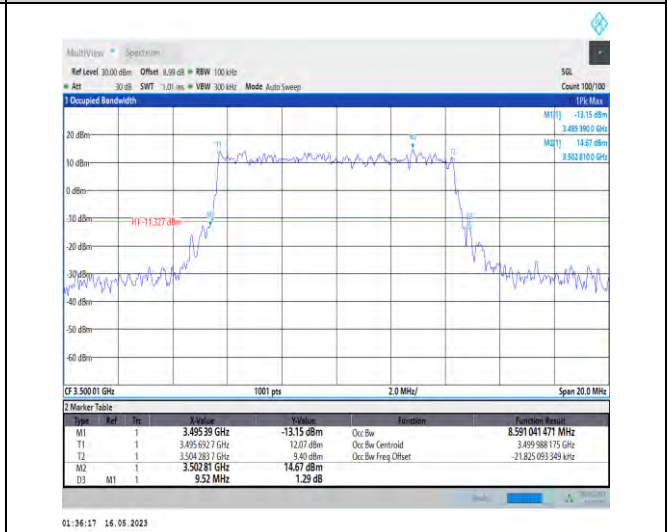 MultiView Spectrum
Ref Level 30.00 dBm Offset 8.99 dB RBW 100 kHz SGL
Att 30 dB SWT 1.01 ms VBW 300 kHz Mode Auto Sweep Count 100/100
1 Occupied Bandwidth 1Pk Max
M1[1] -13.15 dBm
3.495 390 0 GHz
M2[1] 14.67 dBm
3.502 810 0 GHz
20 dBm
T1
M2
T2
10 dBm
0 dBm
-10 dBm
H1 -11.327 dBm
M1
D3
-20 dBm
-30 dBm
-40 dBm
-50 dBm
-60 dBm
CF 3.500 01 GHz 1001 pts 2.0 MHz/ Span 20.0 MHz
2 Marker Table
Type Ref Trc X-Value Y-Value Function Function Result
M1 1 3.495 39 GHz -13.15 dBm Occ Bw 8.591 041 471 MHz
T1 1 3.495 692 7 GHz 12.07 dBm Occ Bw Centroid 3.499 988 175 GHz
T2 1 3.504 283 7 GHz 9.40 dBm Occ Bw Freq Offset -21.825 093 349 kHz
M2 1 3.502 81 GHz 14.67 dBm
D3 M1 1 9.52 MHz 1.29 dB
01:36:17 16.05.2023